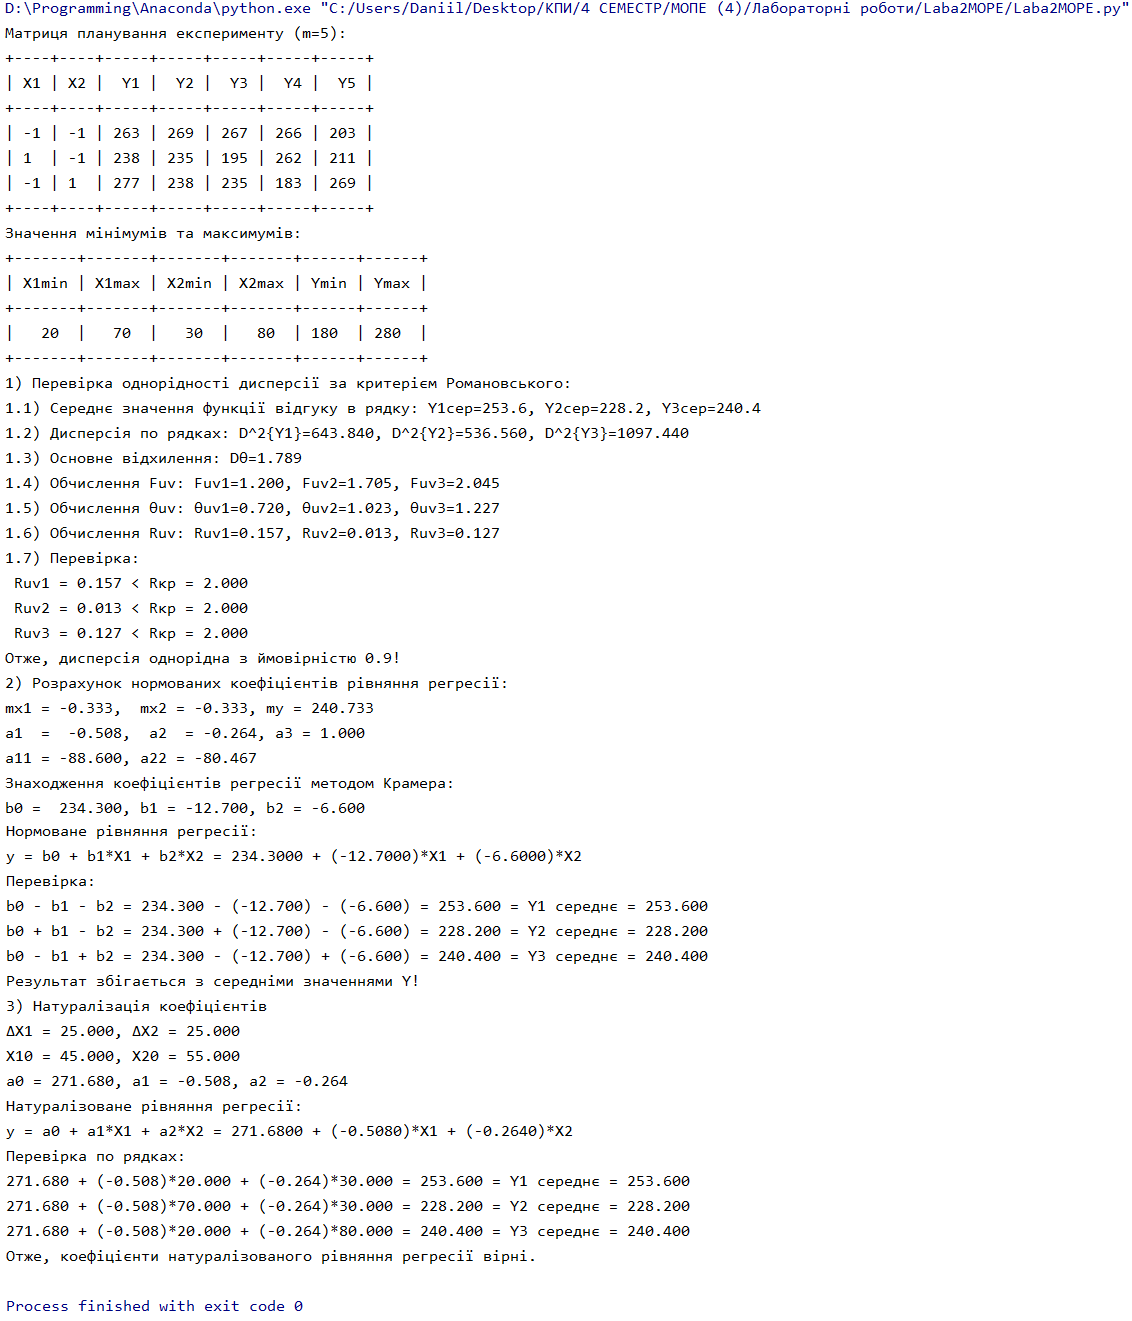 D:\Programming\Anaconda\python.exe "C:/Users/Daniil/Desktop/КПИ/4 СЕМЕСТР/МОПЕ (4)/Лабораторні роботи/Laba2MOPE/Laba2MOPE.py"
Матриця планування експерименту (m=5):
+----+----+-----+-----+-----+-----+-----+
| X1 | X2 |  Y1 |  Y2 |  Y3 |  Y4 |  Y5 |
+----+----+-----+-----+-----+-----+-----+
| -1 | -1 | 263 | 269 | 267 | 266 | 203 |
| 1  | -1 | 238 | 235 | 195 | 262 | 211 |
| -1 | 1  | 277 | 238 | 235 | 183 | 269 |
+----+----+-----+-----+-----+-----+-----+
Значення мінімумів та максимумів:
+-------+-------+-------+-------+------+------+
| X1min | X1max | X2min | X2max | Ymin | Ymax |
+-------+-------+-------+-------+------+------+
|   20  |   70  |   30  |   80  | 180  | 280  |
+-------+-------+-------+-------+------+------+
1) Перевірка однорідності дисперсії за критерієм Романовського:
1.1) Середнє значення функції відгуку в рядку: Y1сер=253.6, Y2сер=228.2, Y3сер=240.4
1.2) Дисперсія по рядках: D^2{Y1}=643.840, D^2{Y2}=536.560, D^2{Y3}=1097.440
1.3) Основне відхилення: Dθ=1.789
1.4) Обчислення Fuv: Fuv1=1.200, Fuv2=1.705, Fuv3=2.045
1.5) Обчислення θuv: θuv1=0.720, θuv2=1.023, θuv3=1.227
1.6) Обчислення Ruv: Ruv1=0.157, Ruv2=0.013, Ruv3=0.127
1.7) Перевірка:
 Ruv1 = 0.157 < Rкр = 2.000
 Ruv2 = 0.013 < Rкр = 2.000
 Ruv3 = 0.127 < Rкр = 2.000
Отже, дисперсія однорідна з ймовірністю 0.9!
2) Розрахунок нормованих коефіцієнтів рівняння регресії:
mx1 = -0.333,  mx2 = -0.333, my = 240.733
a1  =  -0.508,  a2  = -0.264, a3 = 1.000
a11 = -88.600, a22 = -80.467
Знаходження коефіцієнтів регресії методом Крамера:
b0 =  234.300, b1 = -12.700, b2 = -6.600
Нормоване рівняння регресії:
y = b0 + b1*X1 + b2*X2 = 234.3000 + (-12.7000)*X1 + (-6.6000)*X2
Перевірка:
b0 - b1 - b2 = 234.300 - (-12.700) - (-6.600) = 253.600 = Y1 середнє = 253.600
b0 + b1 - b2 = 234.300 + (-12.700) - (-6.600) = 228.200 = Y2 середнє = 228.200
b0 - b1 + b2 = 234.300 - (-12.700) + (-6.600) = 240.400 = Y3 середнє = 240.400
Результат збігається з середніми значеннями Y!
3) Натуралізація коефіцієнтів
ΔX1 = 25.000, ΔX2 = 25.000
X10 = 45.000, X20 = 55.000
a0 = 271.680, a1 = -0.508, a2 = -0.264
Натуралізоване рівняння регресії:
y = a0 + a1*X1 + a2*X2 = 271.6800 + (-0.5080)*X1 + (-0.2640)*X2
Перевірка по рядках:
271.680 + (-0.508)*20.000 + (-0.264)*30.000 = 253.600 = Y1 середнє = 253.600
271.680 + (-0.508)*70.000 + (-0.264)*30.000 = 228.200 = Y2 середнє = 228.200
271.680 + (-0.508)*20.000 + (-0.264)*80.000 = 240.400 = Y3 середнє = 240.400
Отже, коефіцієнти натуралізованого рівняння регресії вірні.
Process finished with exit code 0